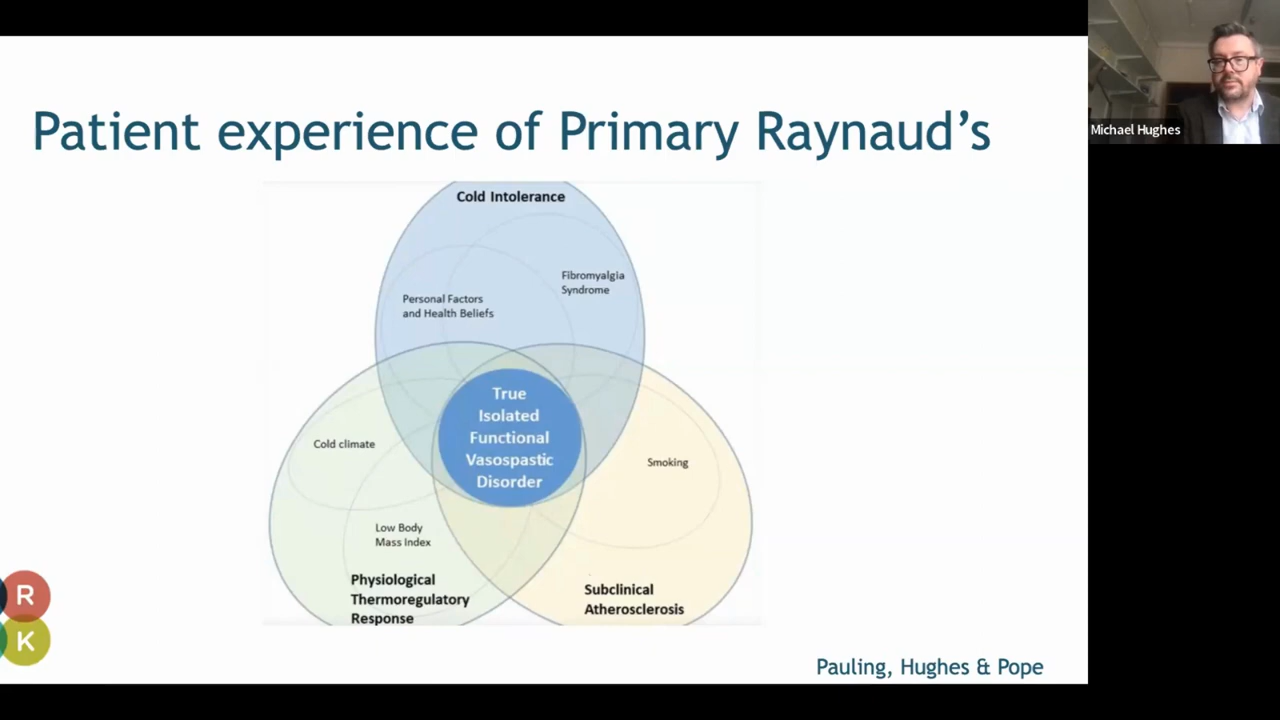 Patient experience of Primary Raynaud's
Michael Hughes
Cold Intolerance
Fibromyalgia
Syndrome
Personal Factors
and Health Beliefs
True
Isolated
Functional
Vasospastic
Disorder
Cold climate
Smoking
Low Body
Mass Index
Physiological
Thermoregulatory
Response
Subclinical
Atherosclerosis
R
K
Pauling, Hughes & Pope